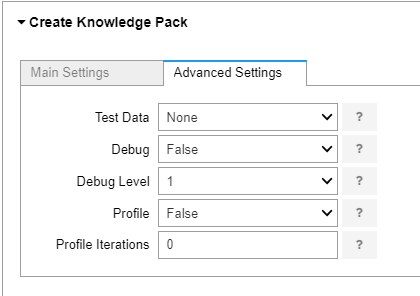 Create Knowledge Pack
Main Settings
Advanced Settings
Test Data None ?
Debug False ?
Debug Level 1 ?
Profile False ?
Profile Iterations 0 ?